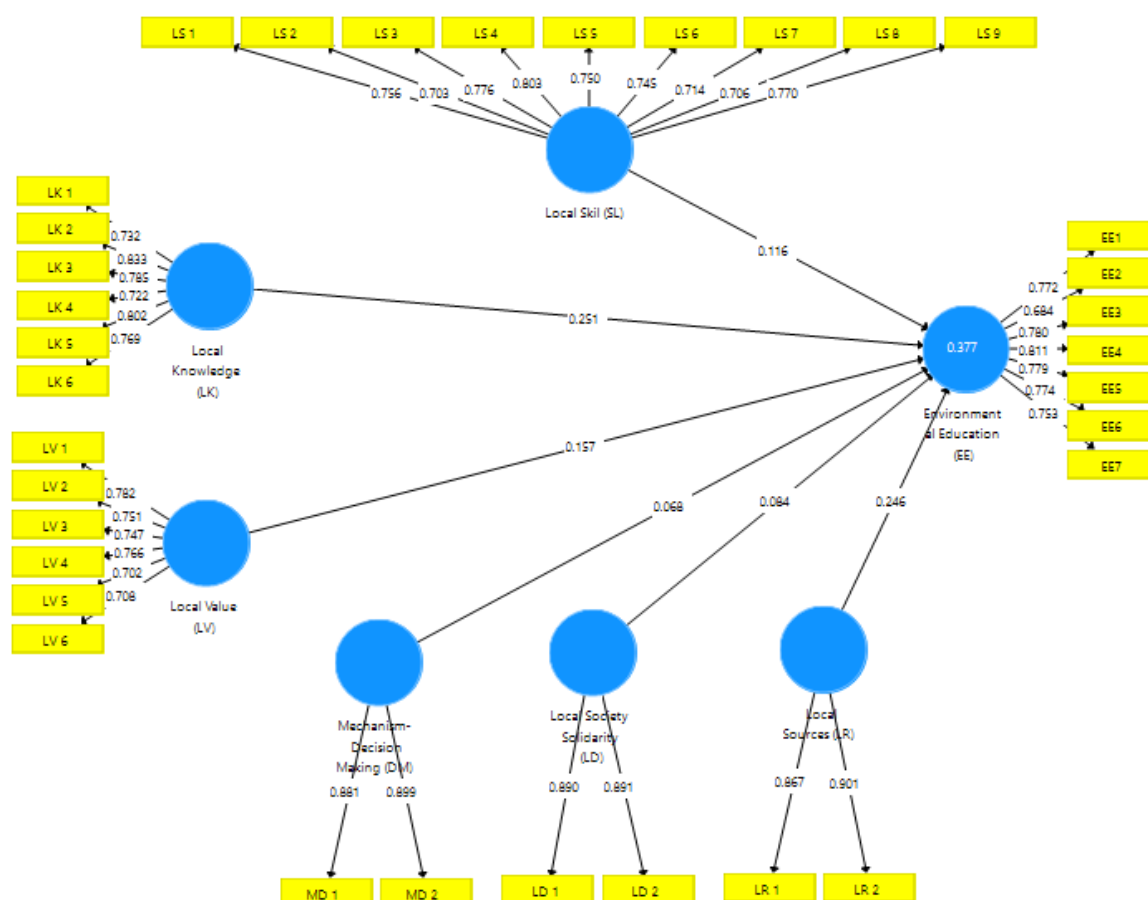 LS 1 LS 2 LS 3 LS 4 LS 5 LS 6 LS 7 LS 8 LS 9
0.756 0.703 0.776 0.803 0.750 0.745 0.714 0.706 0.770
Local Skil (SL)
LK 1
LK 2
LK 3
LK 4
LK 5
LK 6
0.732
0.833
0.785
0.722
0.802
0.769
Local
Knowledge
(LK)
0.116
0.251
0.157
0.068
0.084
0.246
0.377
Environment
al Education
(EE)
0.772
0.684
0.780
0.811
0.779
0.774
0.753
EE1
EE2
EE3
EE4
EE5
EE6
EE7
LV 1
LV 2
LV 3
LV 4
LV 5
LV 6
0.782
0.751
0.747
0.766
0.702
0.708
Local Value
(LV)
Mechanism-
Decision
Making (DM)
0.881 0.899
MD 1 MD 2
Local Society
Solidarity
(LD)
0.890 0.891
LD 1 LD 2
Local
Sources (LR)
0.867 0.901
LR 1 LR 2